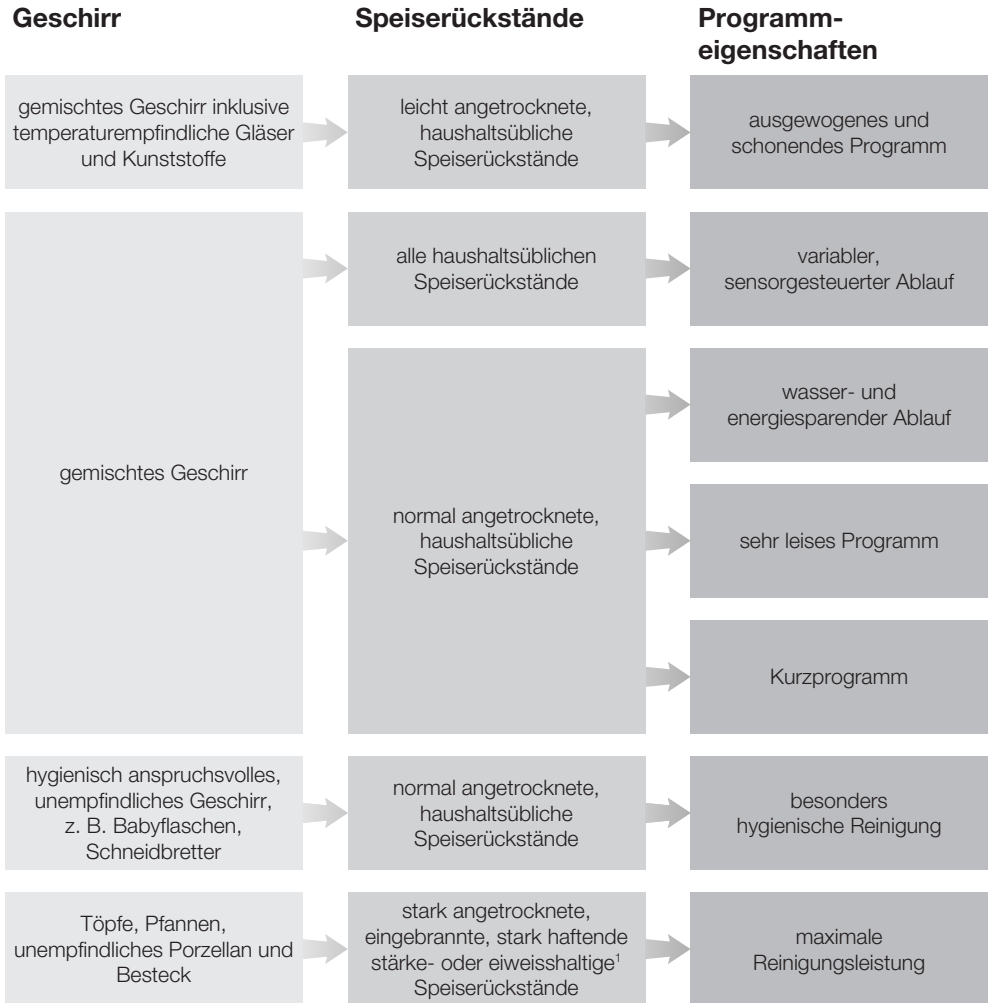 Geschirr
Speiserückstände
Programm-
eigenschaften
gemischtes Geschirr inklusive
temperaturempfindliche Gläser
und Kunststoffe
leicht angetrocknete,
haushaltsübliche
Speiserückstände
ausgewogenes und
schonendes Programm
gemischtes Geschirr
alle haushaltsüblichen
Speiserückstände
variabler,
sensorgesteuerter Ablauf
normal angetrocknete,
haushaltsübliche
Speiserückstände
wasser- und
energiesparender Ablauf
sehr leises Programm
Kurzprogramm
hygienisch anspruchsvolles,
unempfindliches Geschirr,
z. B. Babyflaschen,
Schneidbretter
normal angetrocknete,
haushaltsübliche
Speiserückstände
besonders
hygienische Reinigung
Töpfe, Pfannen,
unempfindliches Porzellan und
Besteck
stark angetrocknete,
eingebrannte, stark haftende
stärke- oder eiweisshaltige¹
Speiserückstände
maximale
Reinigungsleistung